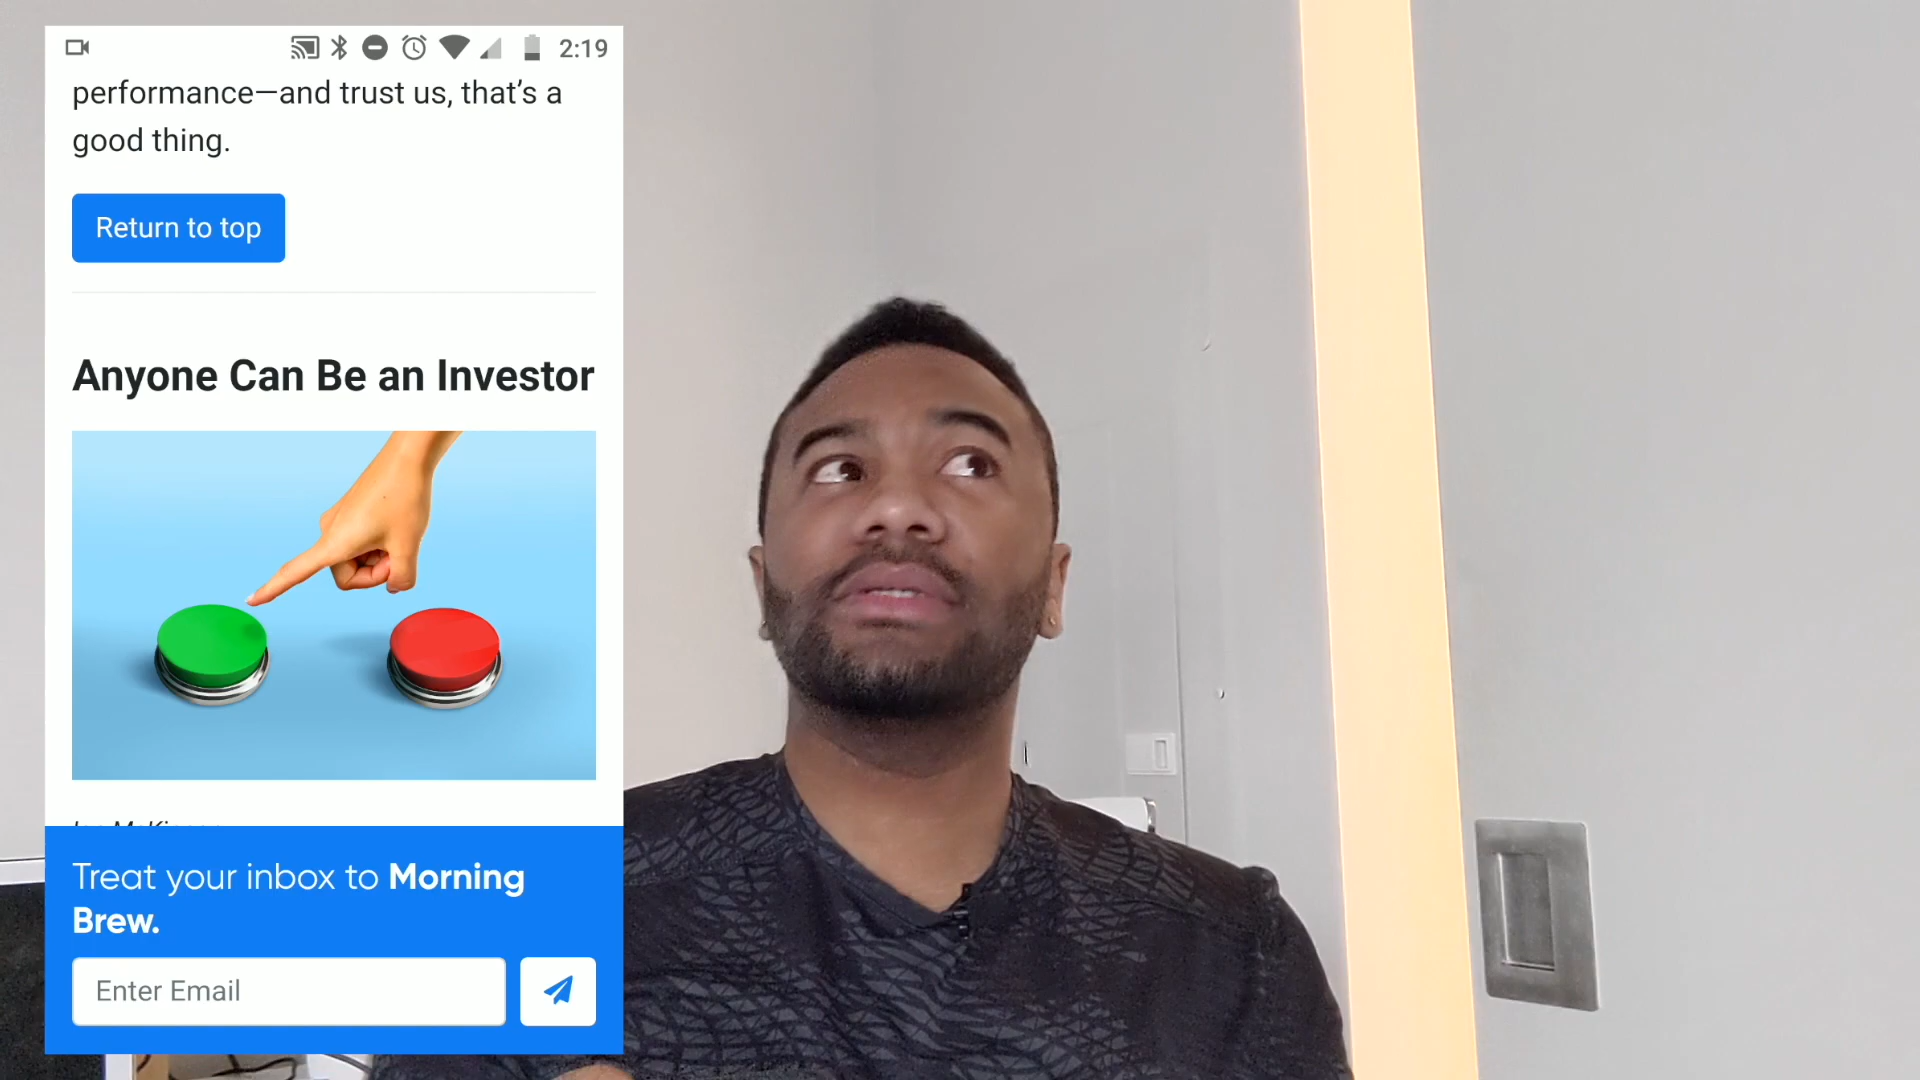 2:19
performance—and trust us, that's a
good thing.
Return to top
Anyone Can Be an Investor
Treat your inbox to Morning
Brew.
Enter Email